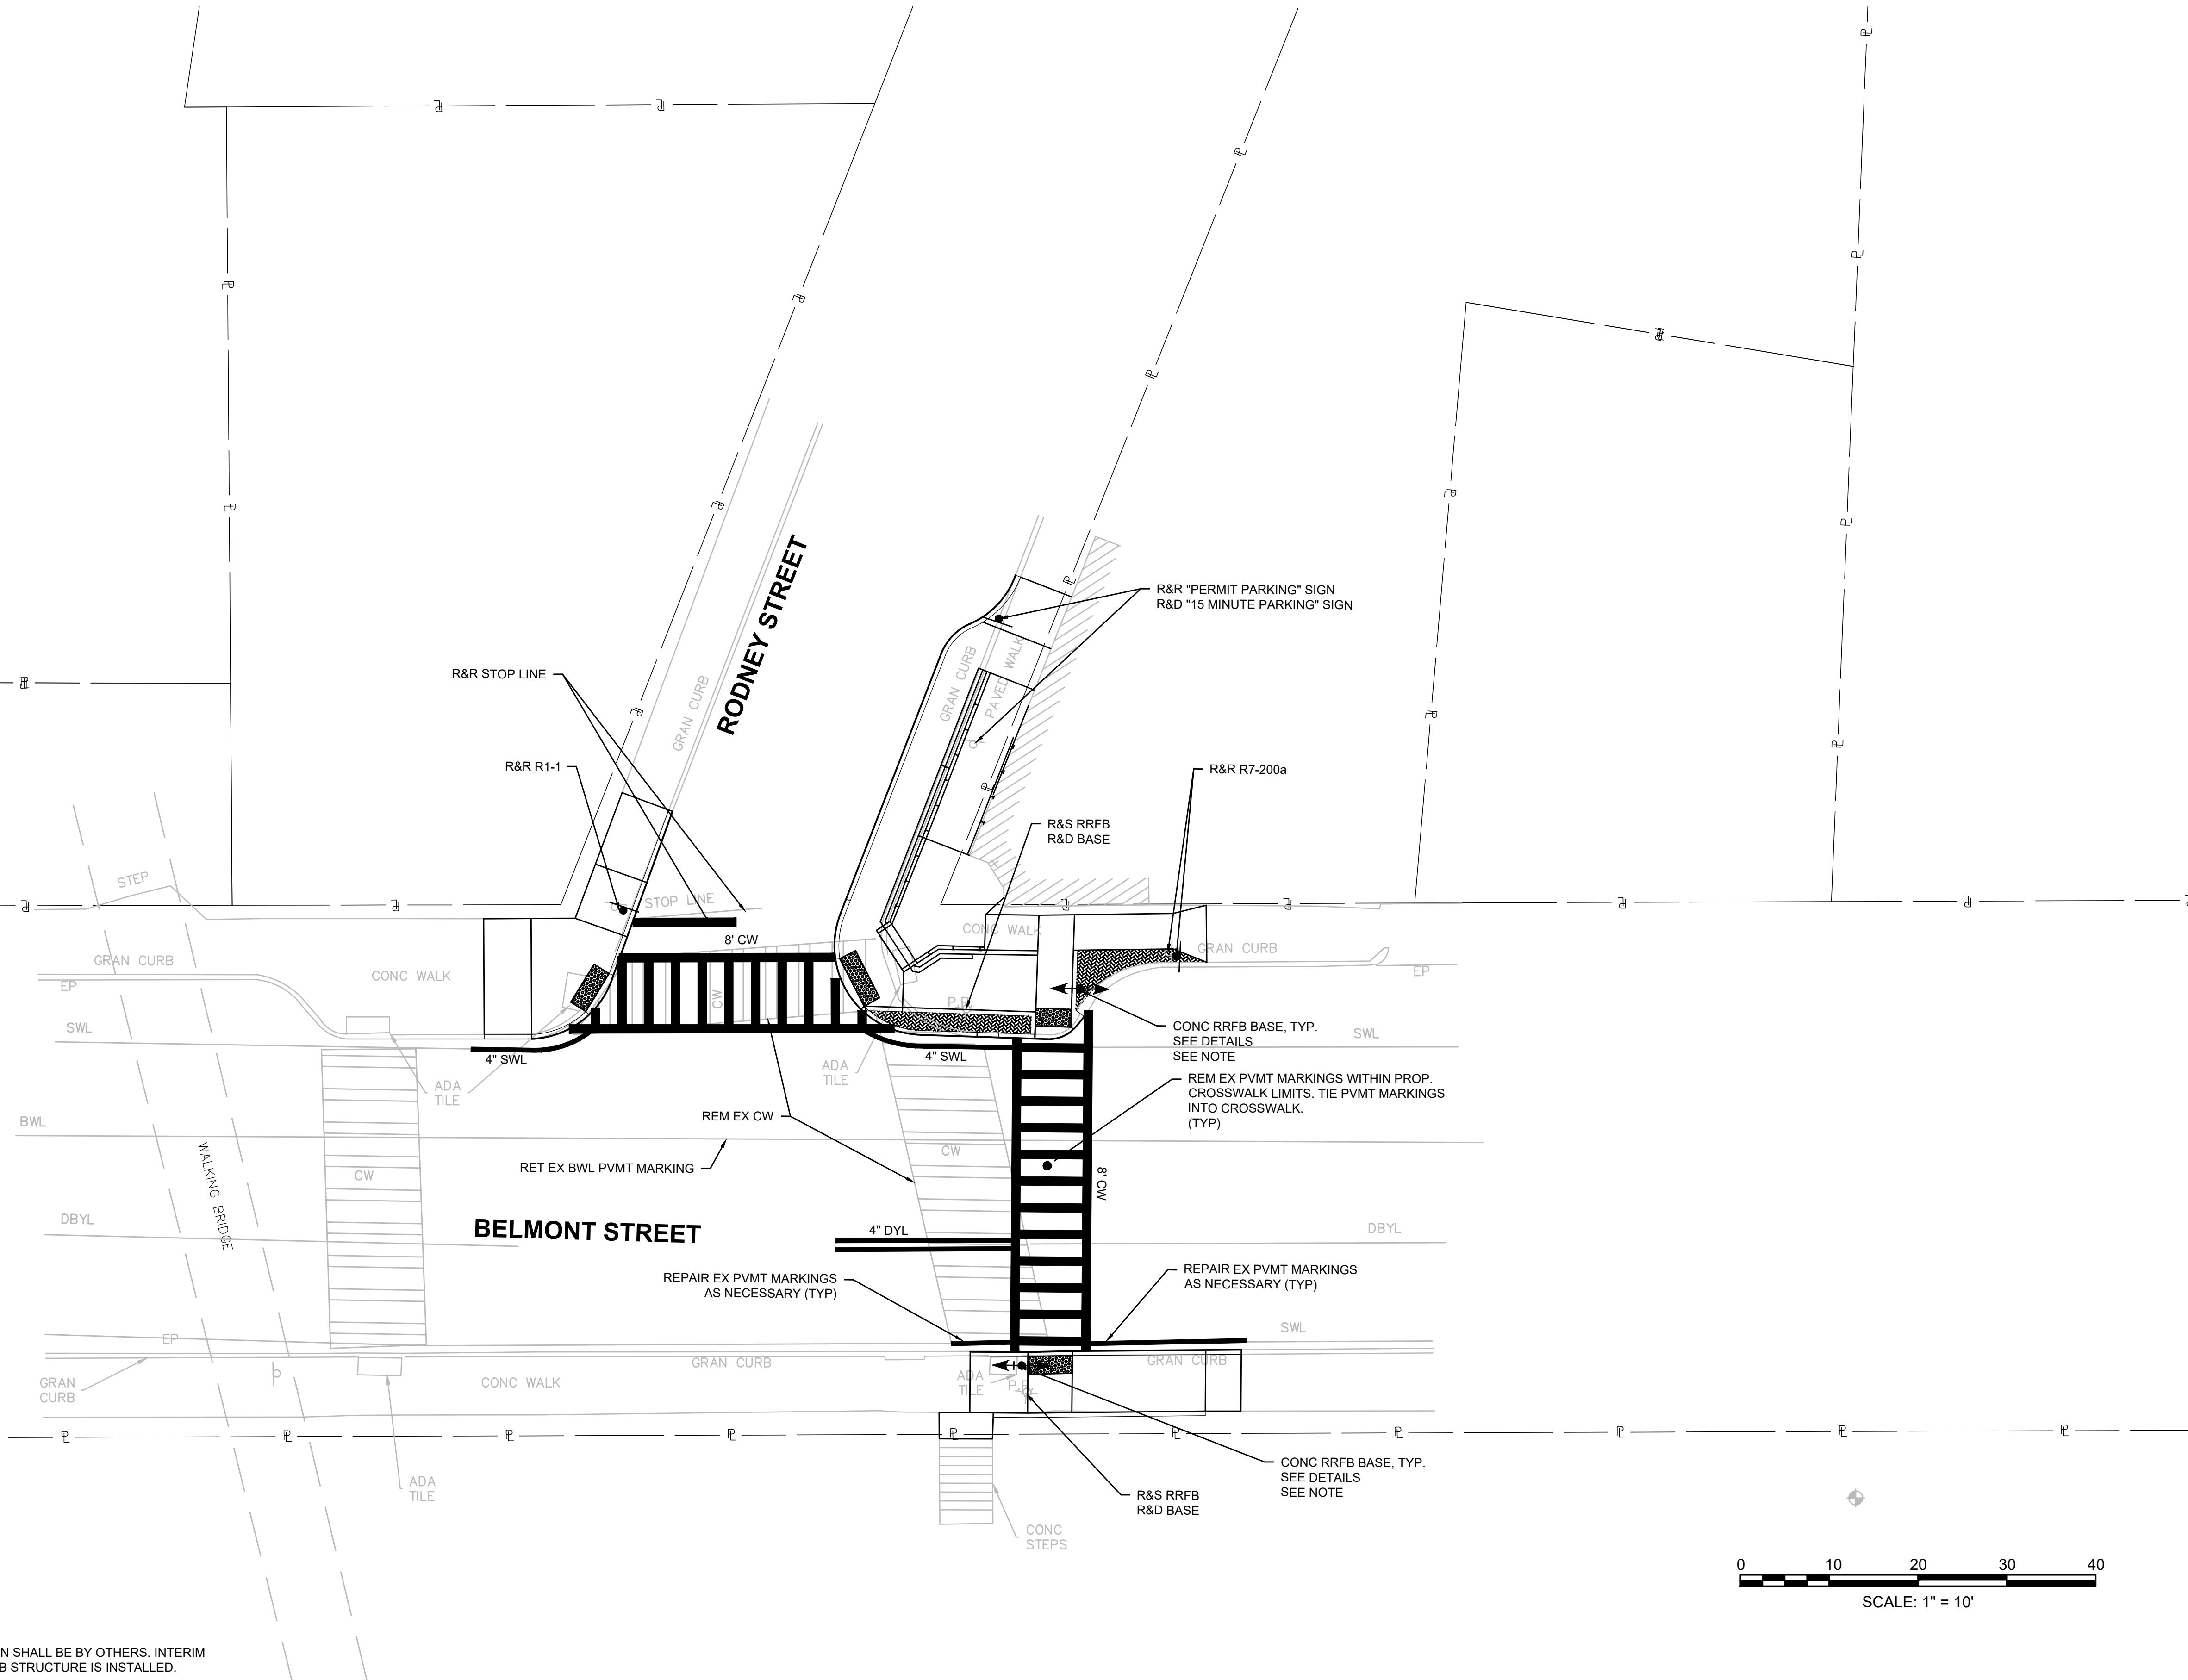 R&R "PERMIT PARKING" SIGN
R&D "15 MINUTE PARKING" SIGN
RODNEY STREET
GRAN CURB
GRAN CURB
PAVED WALK
R&R STOP LINE
R&R R1-1
R&R R7-200a
R&S RRFB
R&D BASE
STEP
STOP LINE
8' CW
CONC WALK
GRAN CURB
GRAN CURB
CONC WALK
EP
EP
CW
P.P.
SWL
SWL
4" SWL
4" SWL
CONC RRFB BASE, TYP.
SEE DETAILS
SEE NOTE
ADA
TILE
ADA
TILE
REM EX PVMT MARKINGS WITHIN PROP.
CROSSWALK LIMITS. TIE PVMT MARKINGS
INTO CROSSWALK.
(TYP)
REM EX CW
BWL
CW
CW
RET EX BWL PVMT MARKING
8' CW
WALKING BRIDGE
DBYL
DBYL
BELMONT STREET
4" DYL
REPAIR EX PVMT MARKINGS
AS NECESSARY (TYP)
REPAIR EX PVMT MARKINGS
AS NECESSARY (TYP)
EP
SWL
GRAN CURB
GRAN CURB
GRAN
CURB
CONC WALK
ADA
TILE
P.P.
ADA
TILE
CONC RRFB BASE, TYP.
SEE DETAILS
SEE NOTE
R&S RRFB
R&D BASE
CONC
STEPS
0 10 20 30 40
SCALE: 1" = 10'
N SHALL BE BY OTHERS. INTERIM
B STRUCTURE IS INSTALLED.